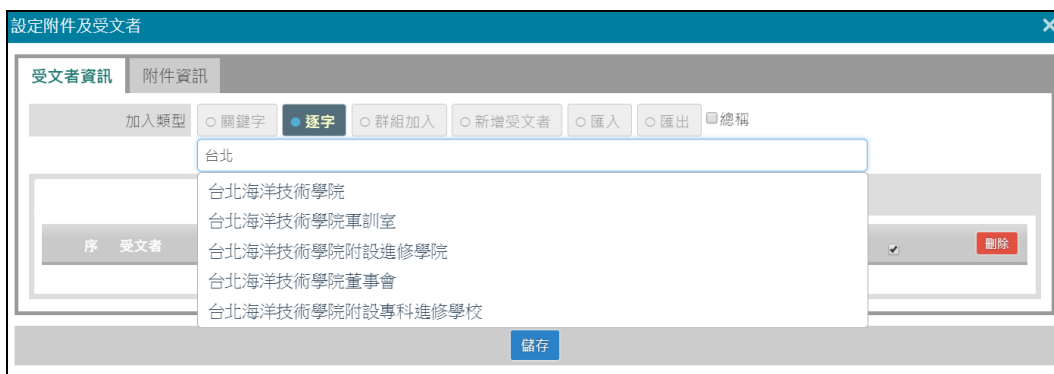 設定附件及受文者
受文者資訊 附件資訊
加入類型 關鍵字 逐字 群組加入 新增受文者 匯入 匯出 總稱
台北
台北海洋技術學院
台北海洋技術學院軍訓室
台北海洋技術學院附設進修學院
台北海洋技術學院董事會
台北海洋技術學院附設專科進修學校
序 受文者 刪除
儲存